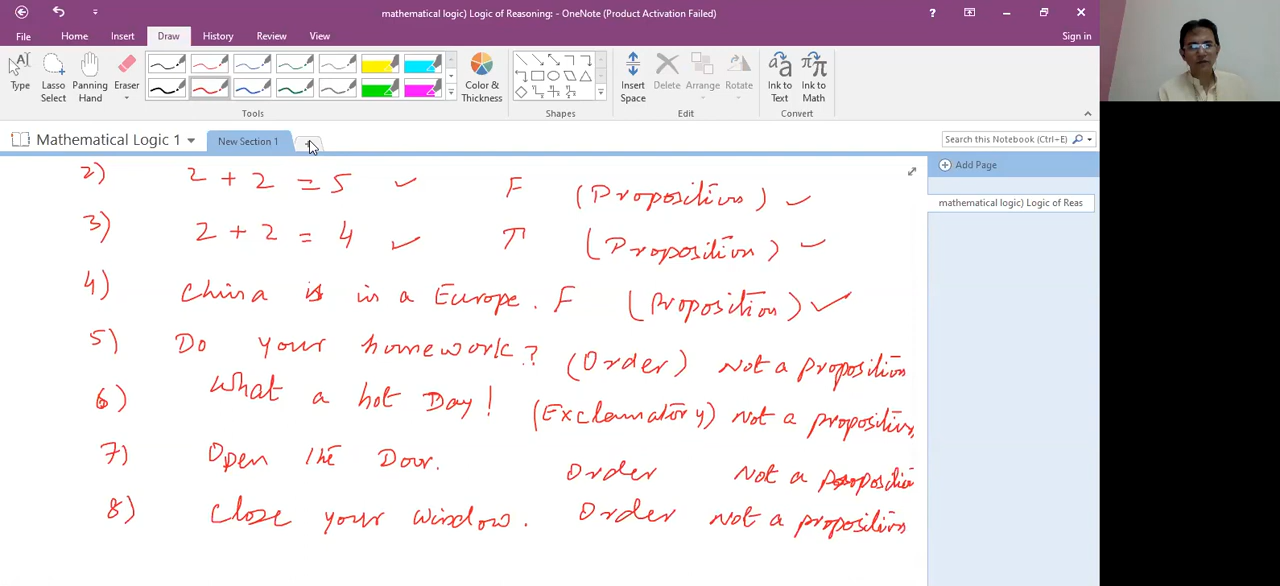 mathematical logic) Logic of Reasoning: - OneNote (Product Activation Failed)
File Home Insert Draw History Review View Sign in
Type Lasso Select Panning Hand Eraser Color & Thickness Insert Space Delete Arrange Rotate Ink to Text Ink to Math
Tools Shapes Edit Convert
Mathematical Logic 1 New Section 1 Search this Notebook (Ctrl+E)
Add Page
mathematical logic) Logic of Reas
2) 2 + 2 = 5 ✓ F (Proposition) ✓
3) 2 + 2 = 4 ✓ T (Proposition) ✓
4) China is in a Europe. F (Proposition) ✓
5) Do your homework? (Order) Not a proposition
6) What a hot Day! (Exclamatory) Not a proposition
7) Open the Door. Order Not a proposition
8) Close your window. Order Not a proposition